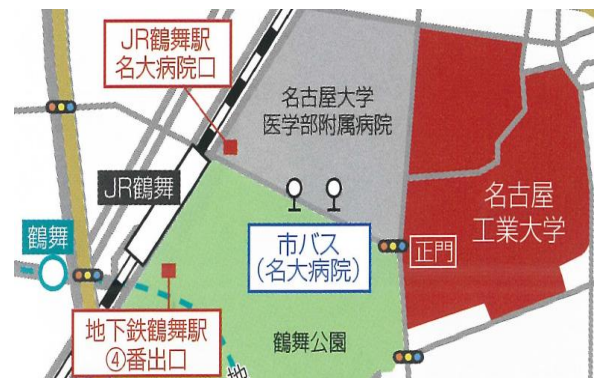 JR鶴舞駅
名大病院口
名古屋大学
医学部附属病院
JR鶴舞
名古屋
工業大学
鶴舞
市バス
(名大病院)
正門
地下鉄鶴舞駅
④番出口
鶴舞公園
地